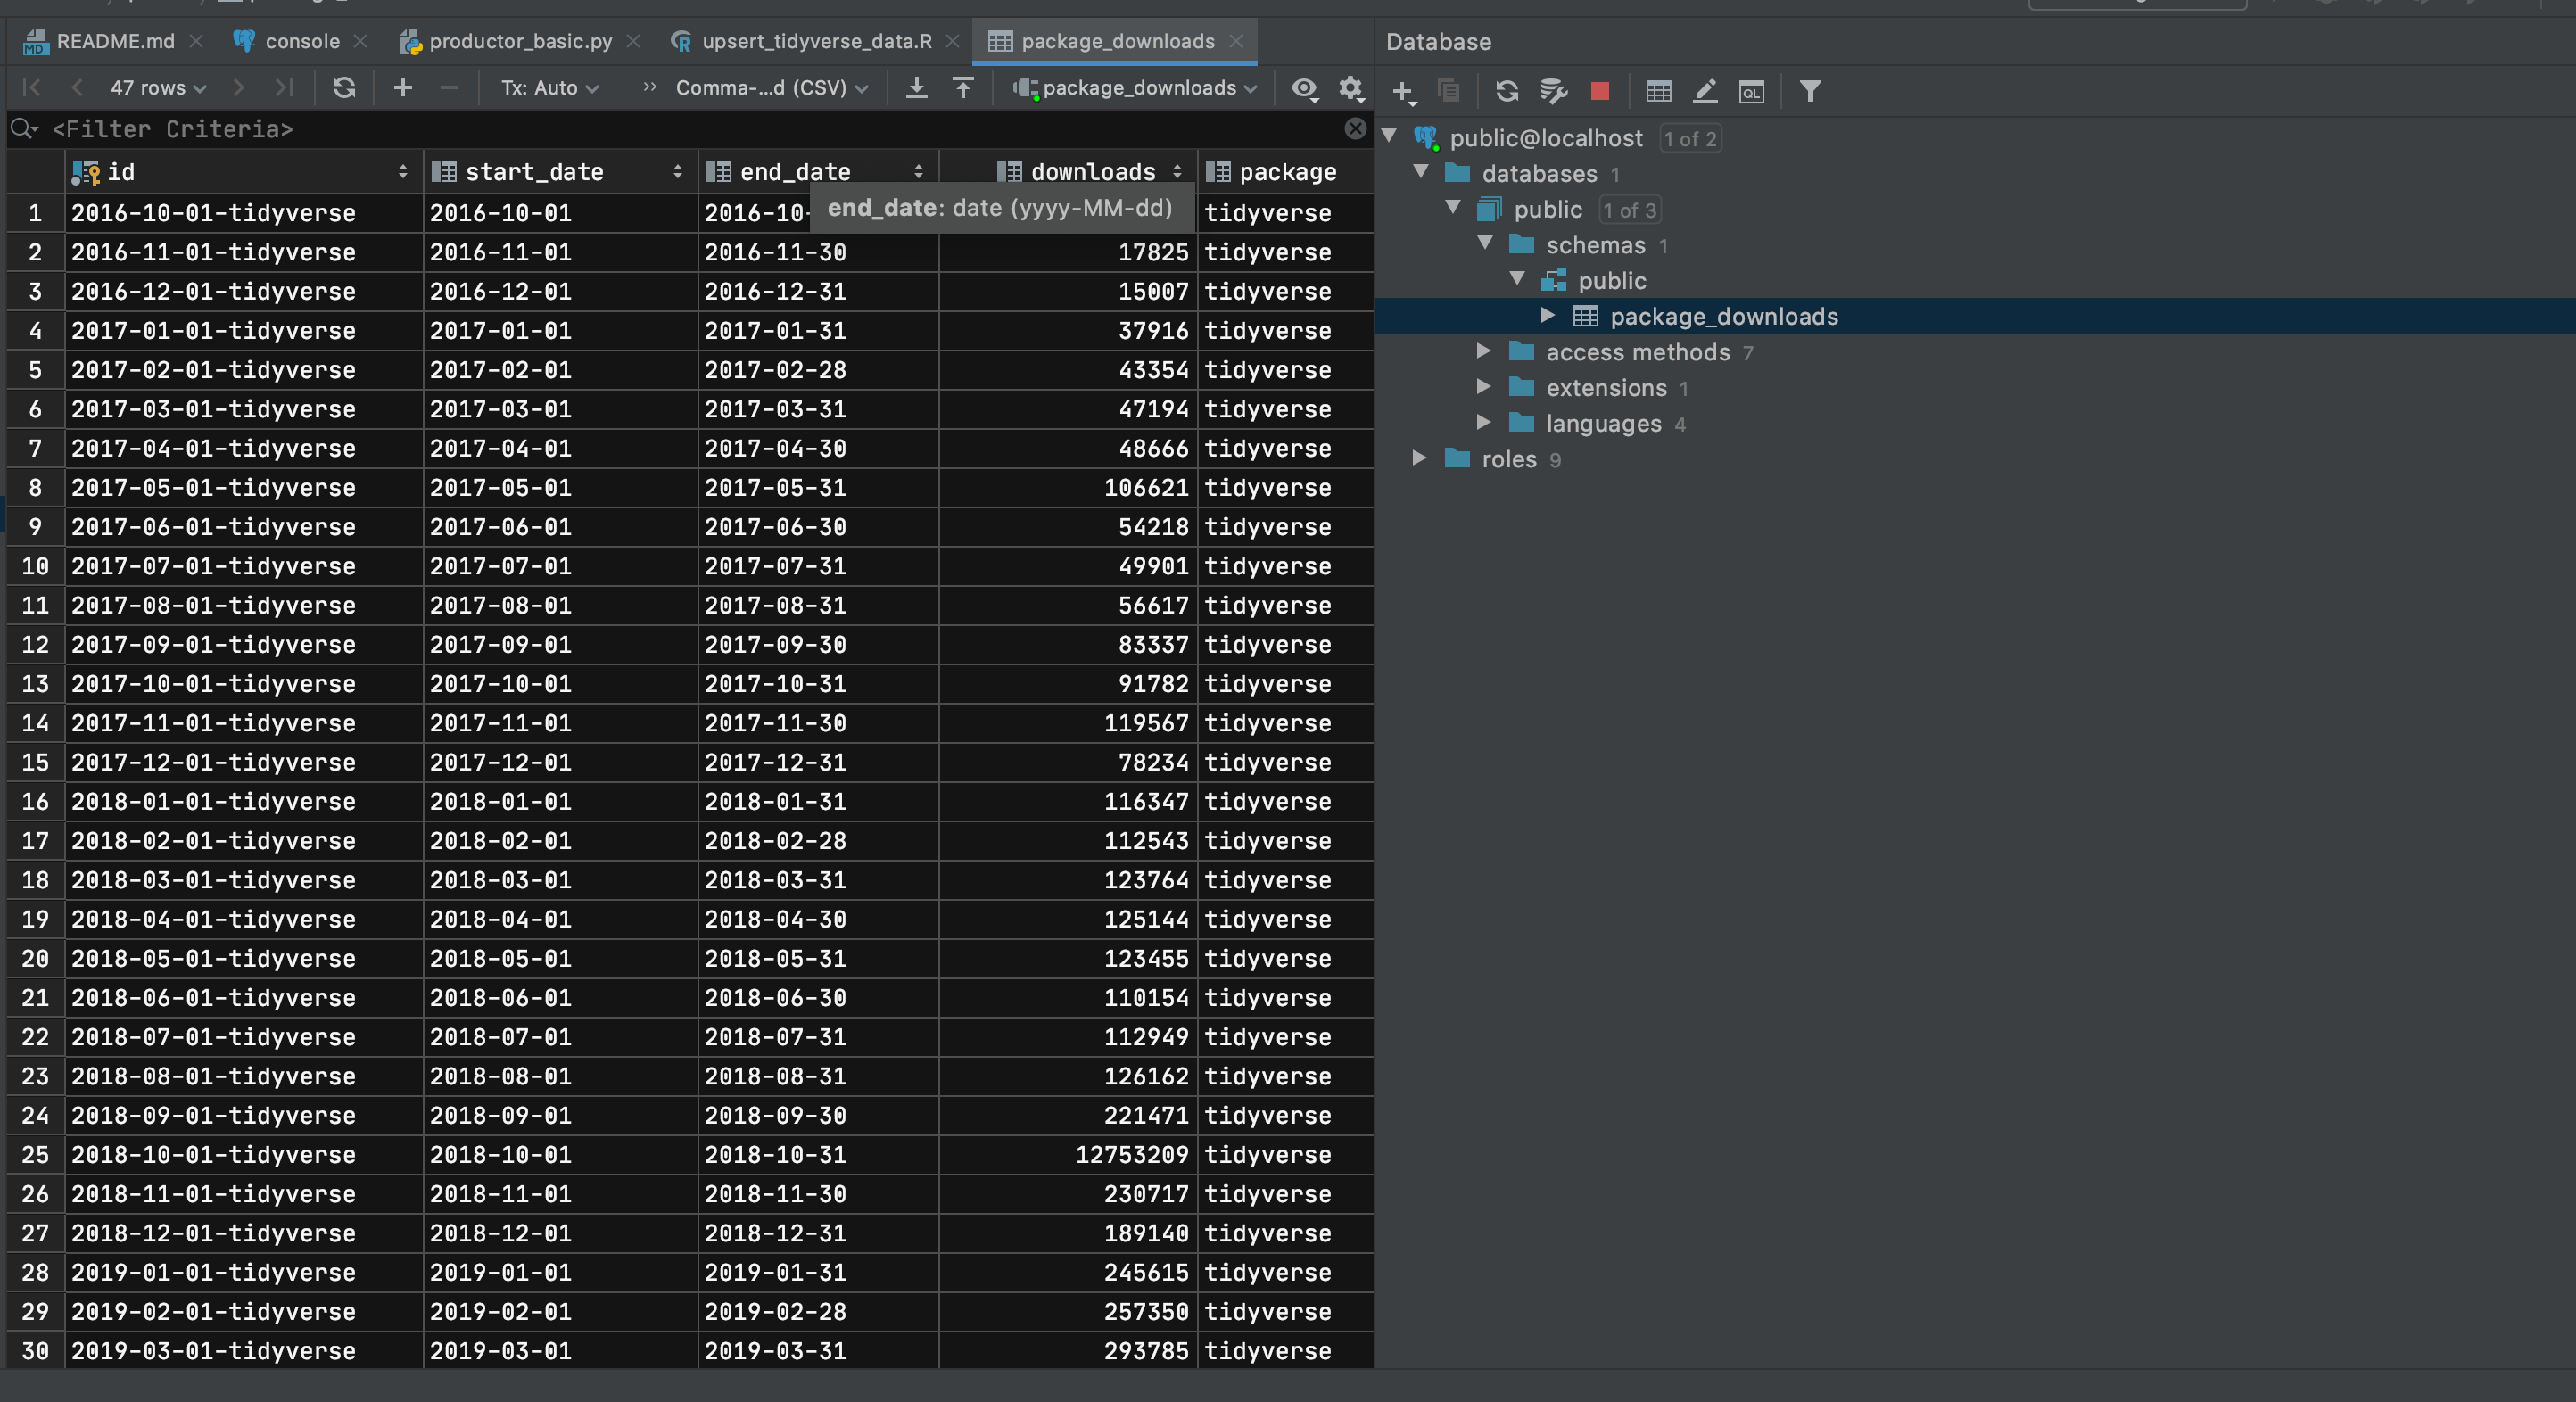 README.md console productor_basic.py upsert_tidyverse_data.R package_downloads
47 rows Tx: Auto Comma-...d (CSV) package_downloads
<Filter Criteria>
id start_date end_date downloads package
end_date: date (yyyy-MM-dd)
1 2016-10-01-tidyverse 2016-10-01 2016-10- tidyverse
2 2016-11-01-tidyverse 2016-11-01 2016-11-30 17825 tidyverse
3 2016-12-01-tidyverse 2016-12-01 2016-12-31 15007 tidyverse
4 2017-01-01-tidyverse 2017-01-01 2017-01-31 37916 tidyverse
5 2017-02-01-tidyverse 2017-02-01 2017-02-28 43354 tidyverse
6 2017-03-01-tidyverse 2017-03-01 2017-03-31 47194 tidyverse
7 2017-04-01-tidyverse 2017-04-01 2017-04-30 48666 tidyverse
8 2017-05-01-tidyverse 2017-05-01 2017-05-31 106621 tidyverse
9 2017-06-01-tidyverse 2017-06-01 2017-06-30 54218 tidyverse
10 2017-07-01-tidyverse 2017-07-01 2017-07-31 49901 tidyverse
11 2017-08-01-tidyverse 2017-08-01 2017-08-31 56617 tidyverse
12 2017-09-01-tidyverse 2017-09-01 2017-09-30 83337 tidyverse
13 2017-10-01-tidyverse 2017-10-01 2017-10-31 91782 tidyverse
14 2017-11-01-tidyverse 2017-11-01 2017-11-30 119567 tidyverse
15 2017-12-01-tidyverse 2017-12-01 2017-12-31 78234 tidyverse
16 2018-01-01-tidyverse 2018-01-01 2018-01-31 116347 tidyverse
17 2018-02-01-tidyverse 2018-02-01 2018-02-28 112543 tidyverse
18 2018-03-01-tidyverse 2018-03-01 2018-03-31 123764 tidyverse
19 2018-04-01-tidyverse 2018-04-01 2018-04-30 125144 tidyverse
20 2018-05-01-tidyverse 2018-05-01 2018-05-31 123455 tidyverse
21 2018-06-01-tidyverse 2018-06-01 2018-06-30 110154 tidyverse
22 2018-07-01-tidyverse 2018-07-01 2018-07-31 112949 tidyverse
23 2018-08-01-tidyverse 2018-08-01 2018-08-31 126162 tidyverse
24 2018-09-01-tidyverse 2018-09-01 2018-09-30 221471 tidyverse
25 2018-10-01-tidyverse 2018-10-01 2018-10-31 12753209 tidyverse
26 2018-11-01-tidyverse 2018-11-01 2018-11-30 230717 tidyverse
27 2018-12-01-tidyverse 2018-12-01 2018-12-31 189140 tidyverse
28 2019-01-01-tidyverse 2019-01-01 2019-01-31 245615 tidyverse
29 2019-02-01-tidyverse 2019-02-01 2019-02-28 257350 tidyverse
30 2019-03-01-tidyverse 2019-03-01 2019-03-31 293785 tidyverse
Database
QL
public@localhost 1 of 2
databases 1
public 1 of 3
schemas 1
public
package_downloads
access methods 7
extensions 1
languages 4
roles 9